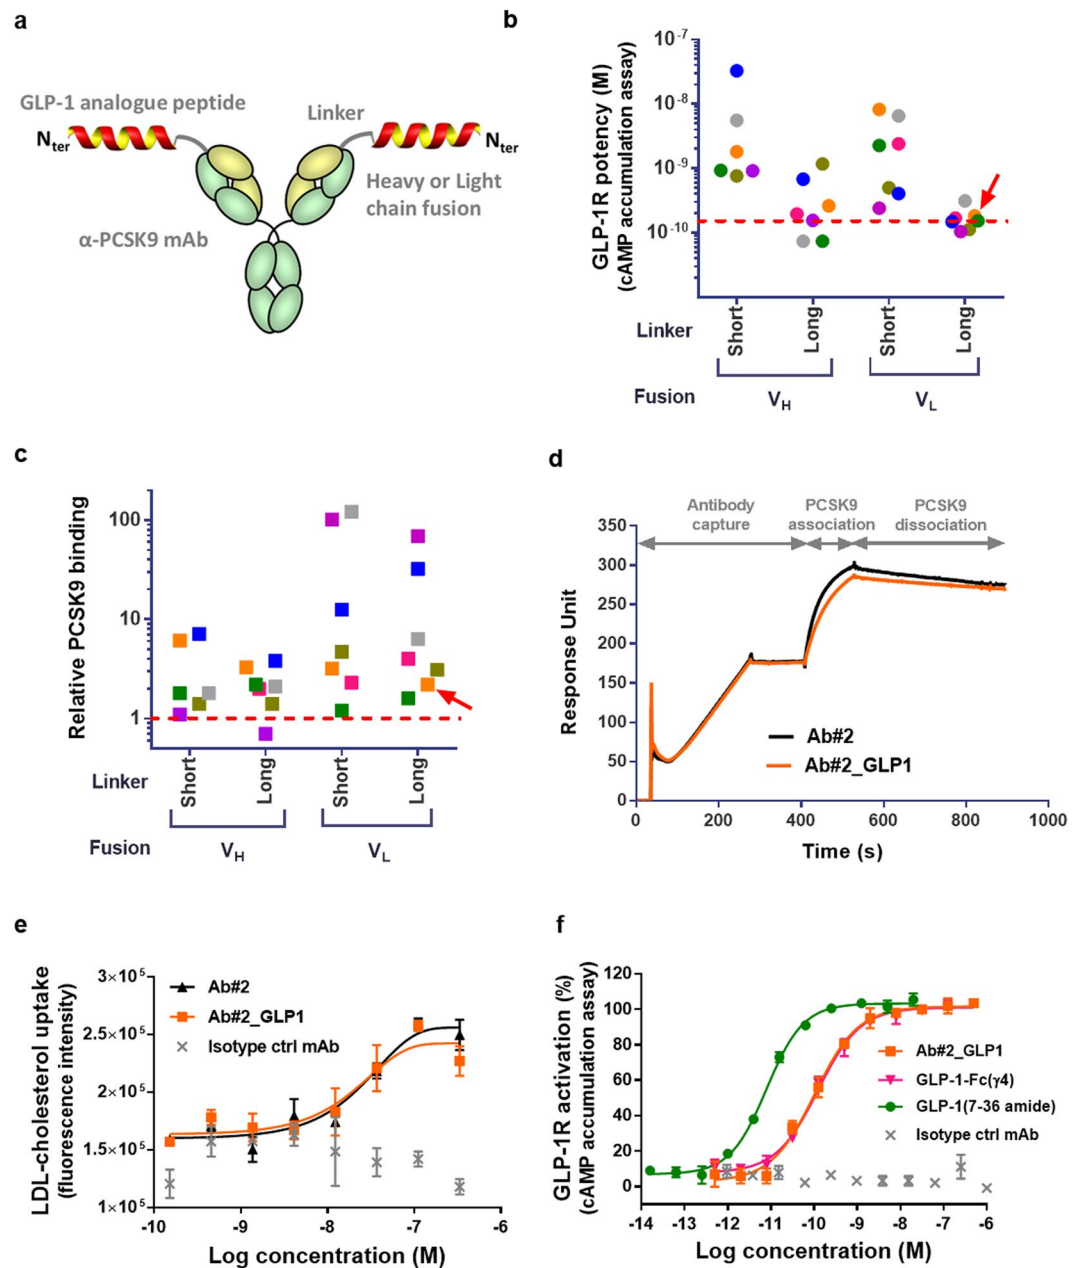 a
GLP-1 analogue peptide
Linker
Nter
Nter
Heavy or Light
chain fusion
α-PCSK9 mAb
b
GLP-1R potency (M)
(cAMP accumulation assay)
10-7
10-8
10-9
10-10
Linker
Short
Long
Short
Long
Fusion
VH
VL
c
Relative PCSK9 binding
100
10
1
Linker
Short
Long
Short
Long
Fusion
VH
VL
d
Antibody
capture
PCSK9
association
PCSK9
dissociation
Response Unit
350
300
250
200
150
100
50
0
Ab#2
Ab#2_GLP1
0
200
400
600
800
1000
Time (s)
e
LDL-cholesterol uptake
(fluorescence intensity)
3×105
2.5×105
2×105
1.5×105
1×105
Ab#2
Ab#2_GLP1
Isotype ctrl mAb
-10
-9
-8
-7
-6
Log concentration (M)
f
GLP-1R activation (%)
(cAMP accumulation assay)
120
100
80
60
40
20
0
Ab#2_GLP1
GLP-1-Fc(γ4)
GLP-1(7-36 amide)
Isotype ctrl mAb
-14
-13
-12
-11
-10
-9
-8
-7
-6
Log concentration (M)